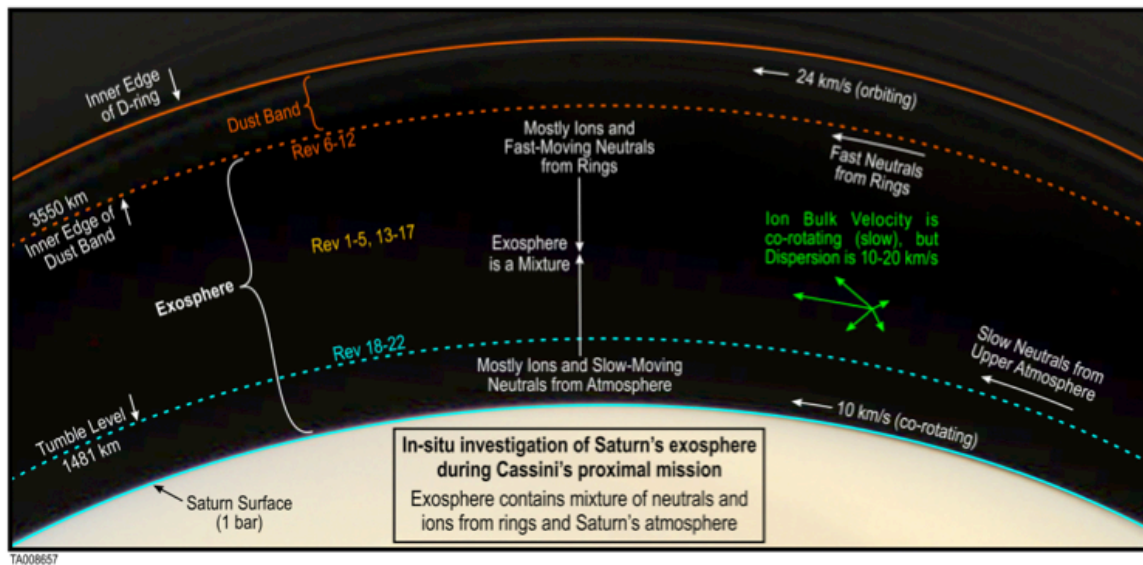 Inner Edge
of D-ring
Dust Band
24 km/s (orbiting)
Rev 6-12
Mostly Ions and
Fast-Moving Neutrals
from Rings
Fast Neutrals
from Rings
3550 km
Inner Edge of
Dust Band
Rev 1-5, 13-17
Exosphere
is a Mixture
Ion Bulk Velocity is
co-rotating (slow), but
Dispersion is 10-20 km/s
Exosphere
Rev 18-22
Mostly Ions and Slow-Moving
Neutrals from Atmosphere
Slow Neutrals from
Upper Atmosphere
Tumble Level
1481 km
10 km/s (co-rotating)
Saturn Surface
(1 bar)
In-situ investigation of Saturn's exosphere
during Cassini's proximal mission
Exosphere contains mixture of neutrals and
ions from rings and Saturn's atmosphere
TA008657